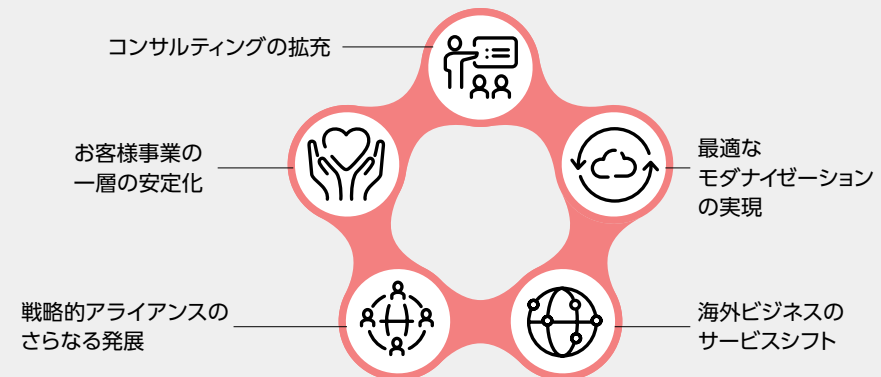 コンサルティングの拡充
お客様事業の
一層の安定化
最適な
モダナイゼーション
の実現
戦略的アライアンスの
さらなる発展
海外ビジネスの
サービスシフト